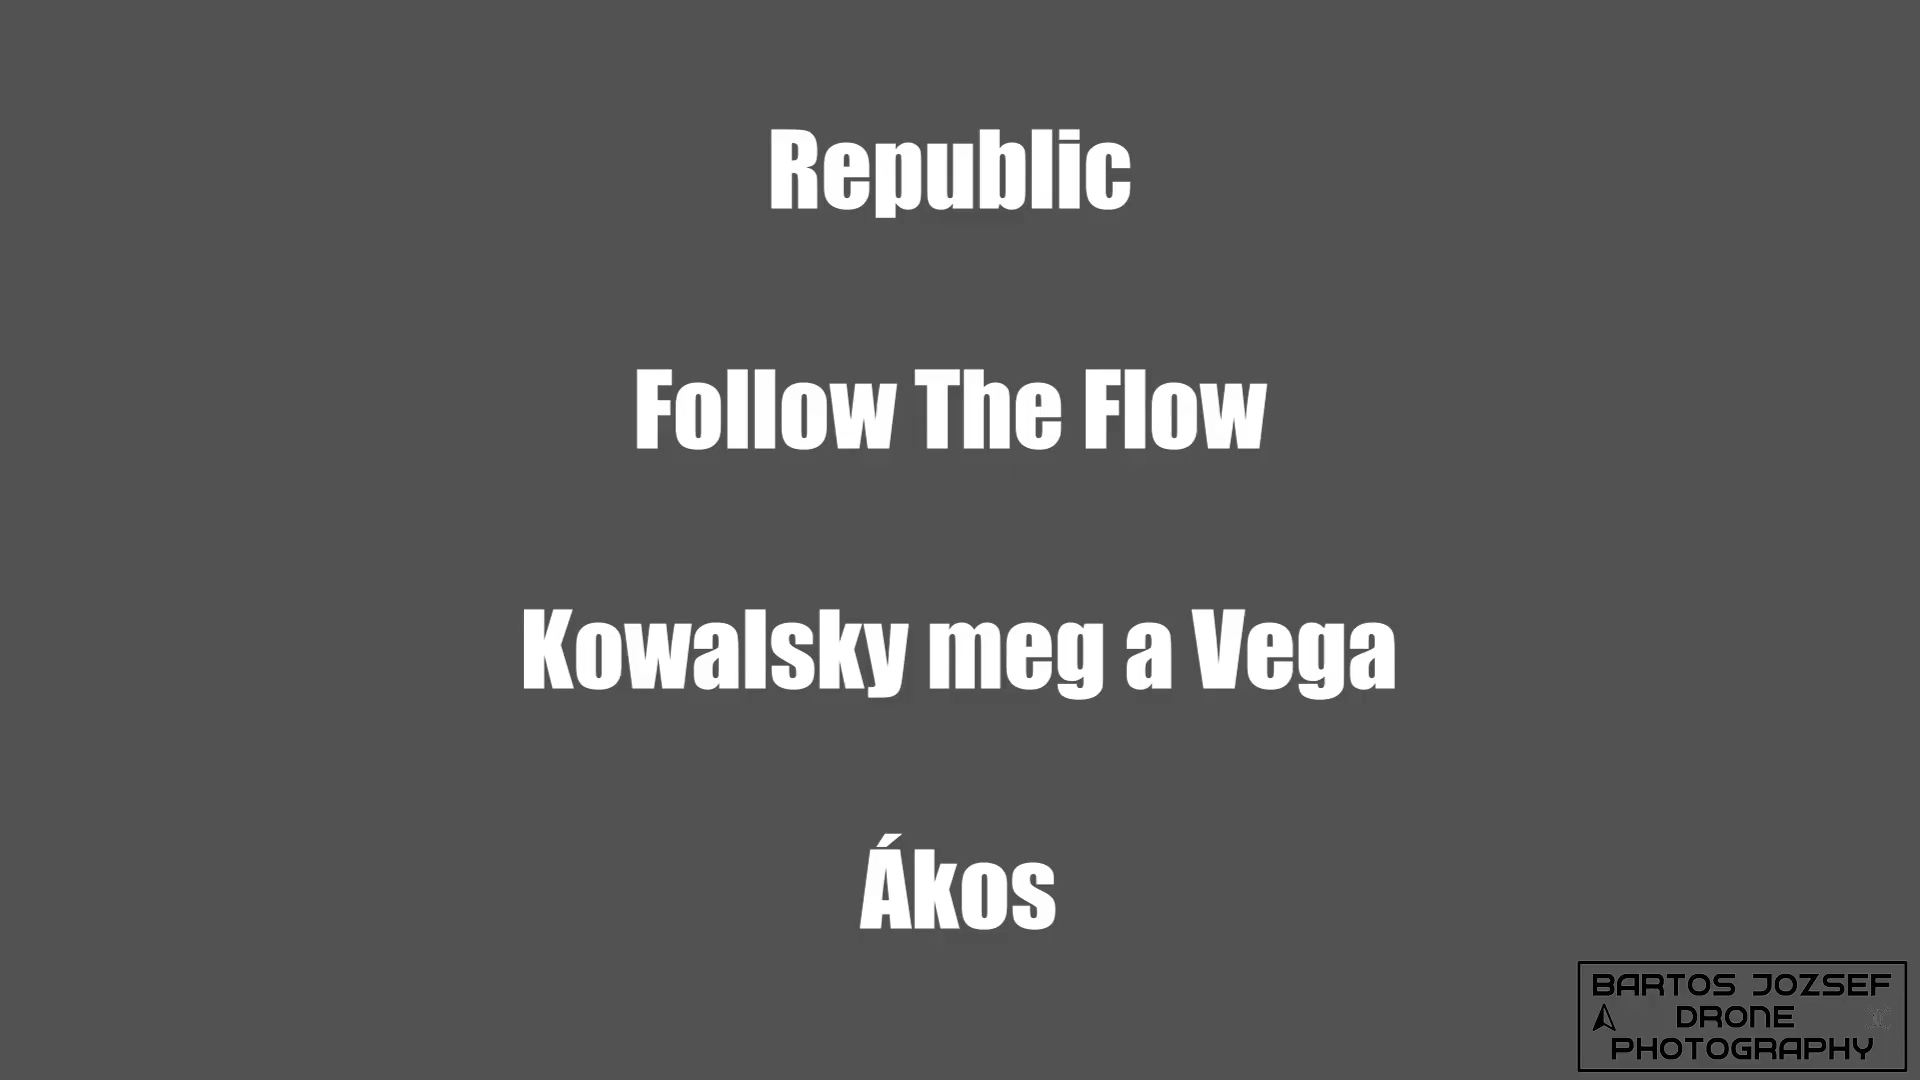 Republic
Follow The Flow
Kowalsky meg a Vega
Ákos
BARTOS JOZSEF
DRONE
PHOTOGRAPHY